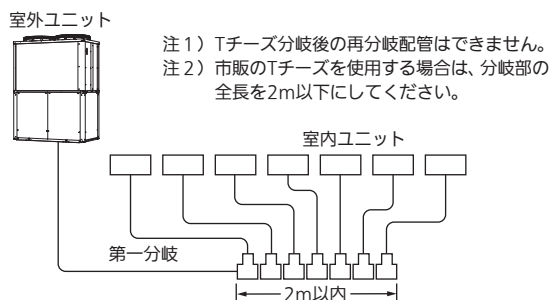 室外ユニット
注1）Tチーズ分岐後の再分岐配管はできません。
注2）市販のTチーズを使用する場合は、分岐部の
全長を2m以下にしてください。
室内ユニット
第一分岐
2m以内